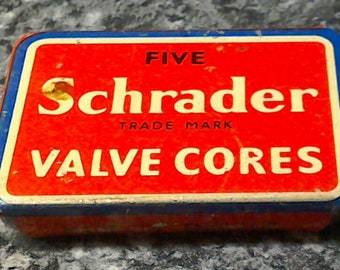 FIVE
Schrader
TRADE MARK
VALVE CORES